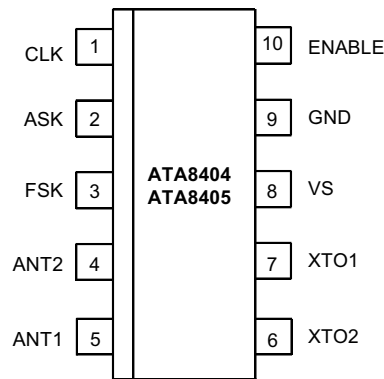 CLK 1 10 ENABLE
ASK 2 9 GND
ATA8404
ATA8405
FSK 3 8 VS
ANT2 4 7 XTO1
ANT1 5 6 XTO2